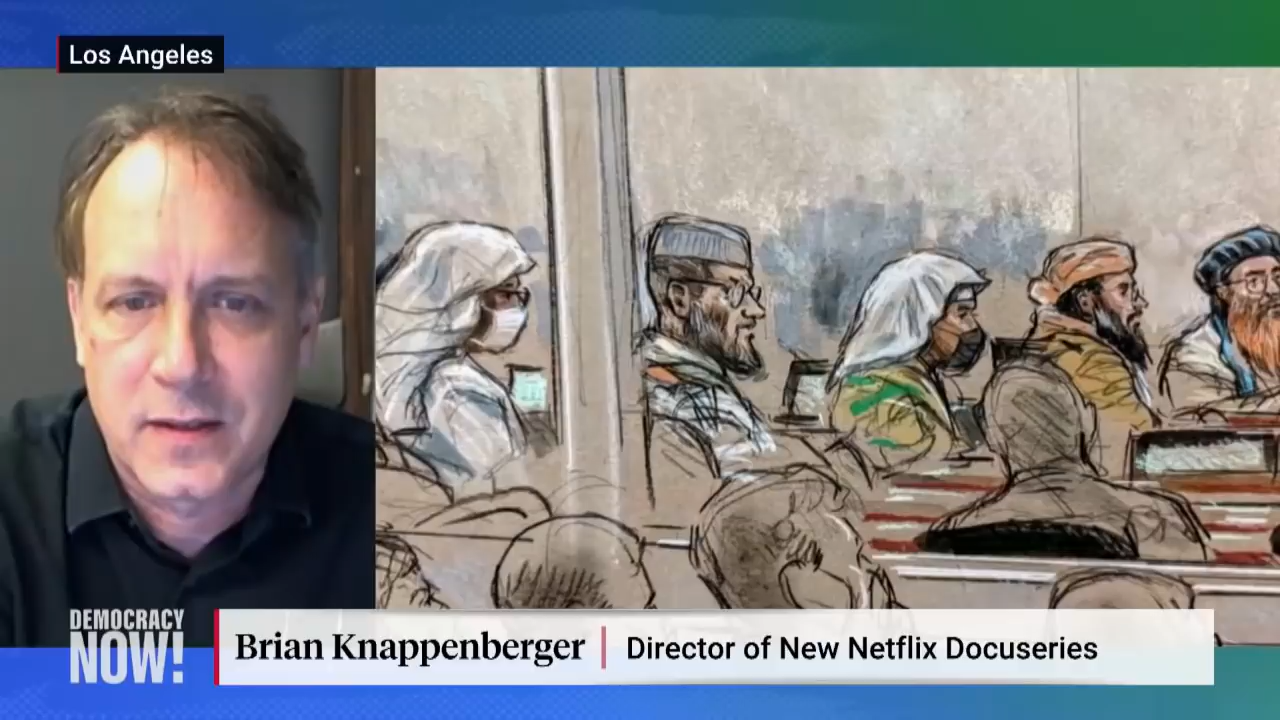 Los Angeles
DEMOCRACY
NOW!
Brian Knappenberger | Director of New Netflix Docuseries